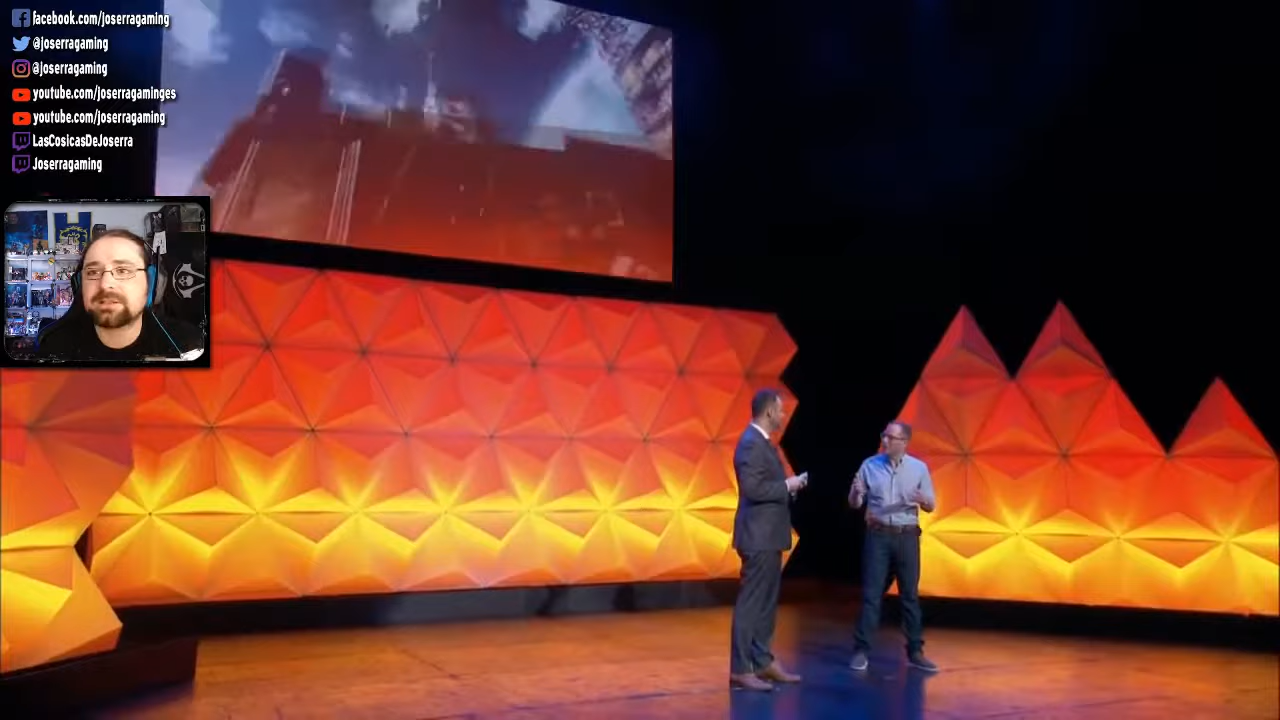 facebook.com/joserragaming
@joserragaming
@joserragaming
youtube.com/joserragaminges
youtube.com/joserragaming
LasCosicasDeJoserra
Joserragaming